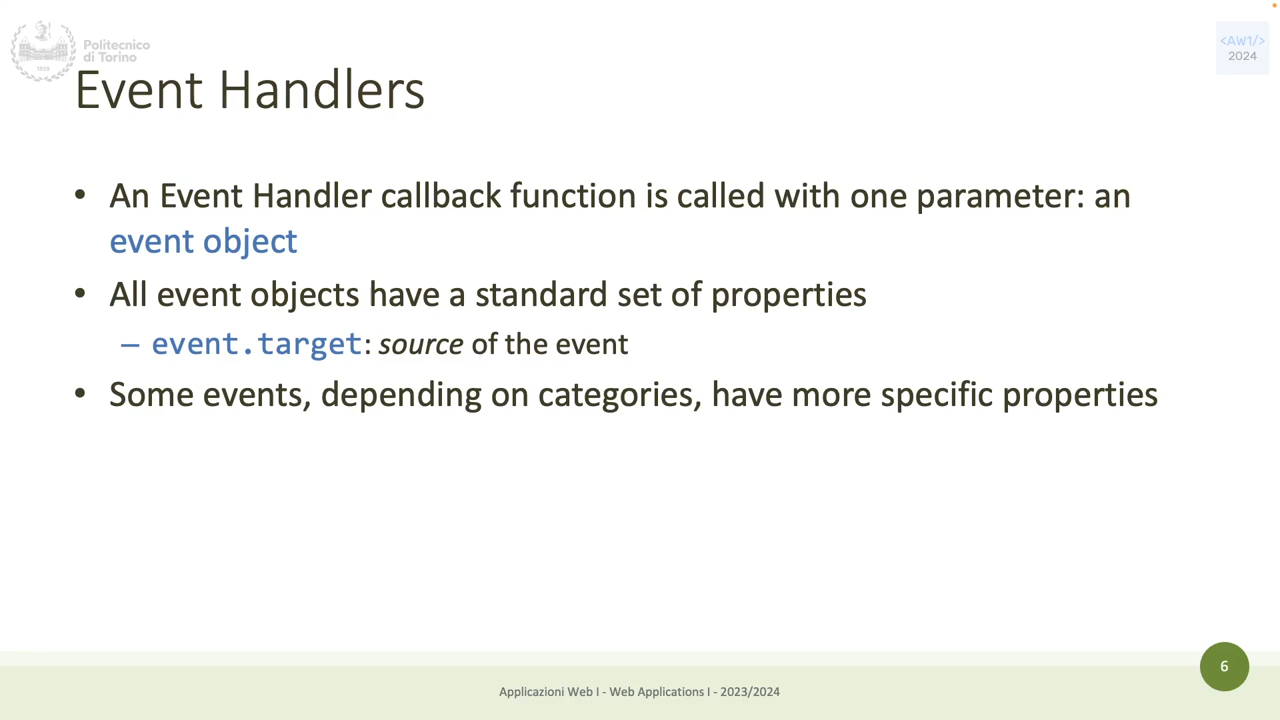 Politecnico
di Torino
1859
<AW1/>
2024
Event Handlers
• An Event Handler callback function is called with one parameter: an
event object
• All event objects have a standard set of properties
– event.target: source of the event
• Some events, depending on categories, have more specific properties
6
Applicazioni Web I - Web Applications I - 2023/2024